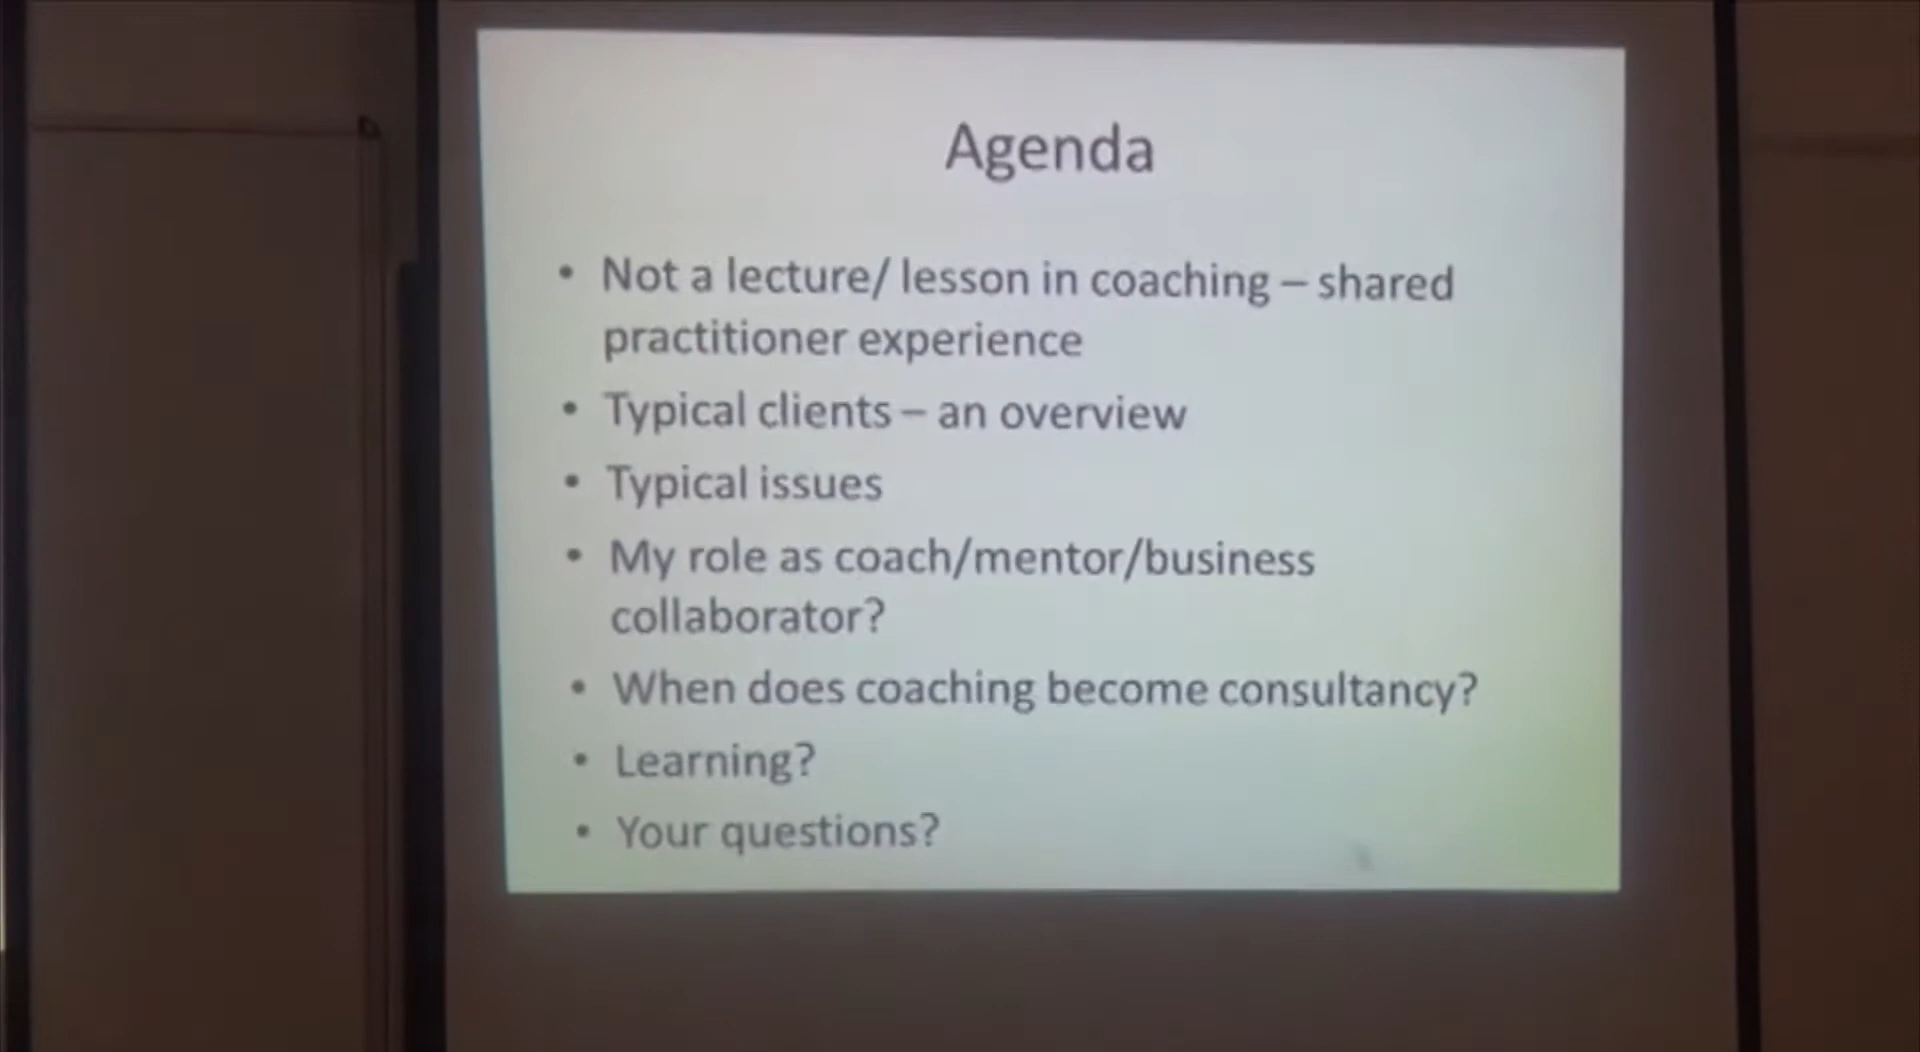 Agenda
• Not a lecture/ lesson in coaching – shared
practitioner experience
• Typical clients – an overview
• Typical issues
• My role as coach/mentor/business
collaborator?
• When does coaching become consultancy?
• Learning?
• Your questions?